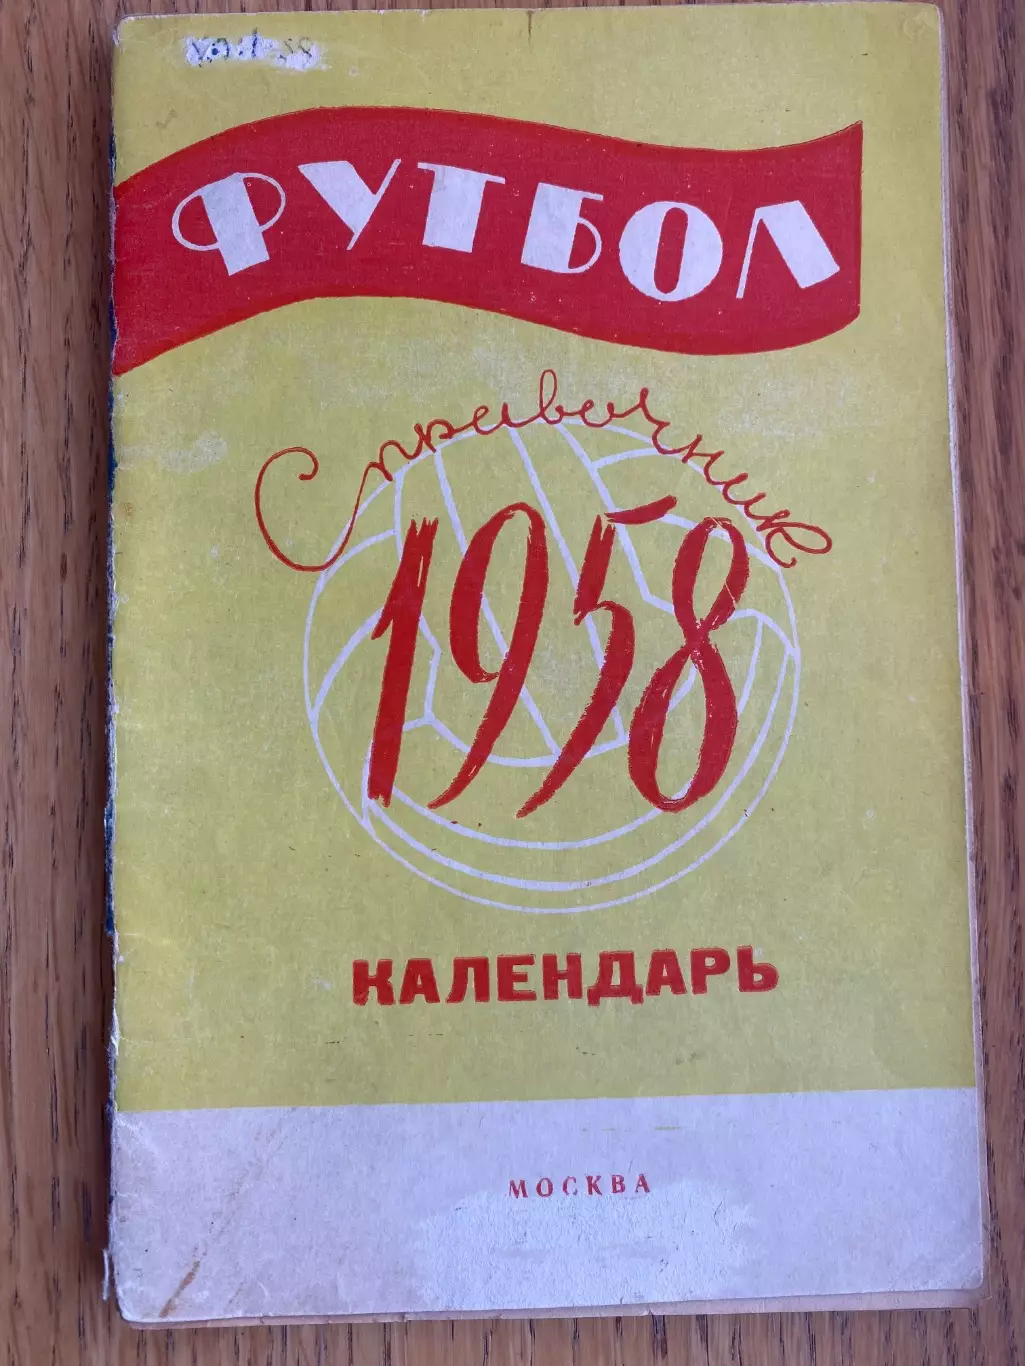 ФУТБОЛ
Справочник
1958
КАЛЕНДАРЬ
МОСКВА